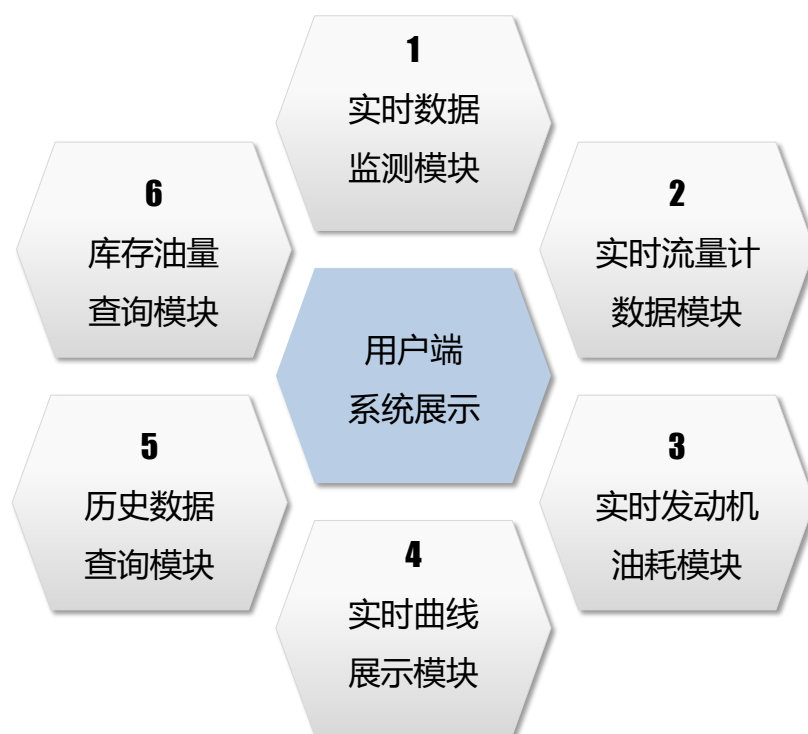 1
实时数据
监测模块
2
实时流量计
数据模块
3
实时发动机
油耗模块
4
实时曲线
展示模块
5
历史数据
查询模块
6
库存油量
查询模块
用户端
系统展示